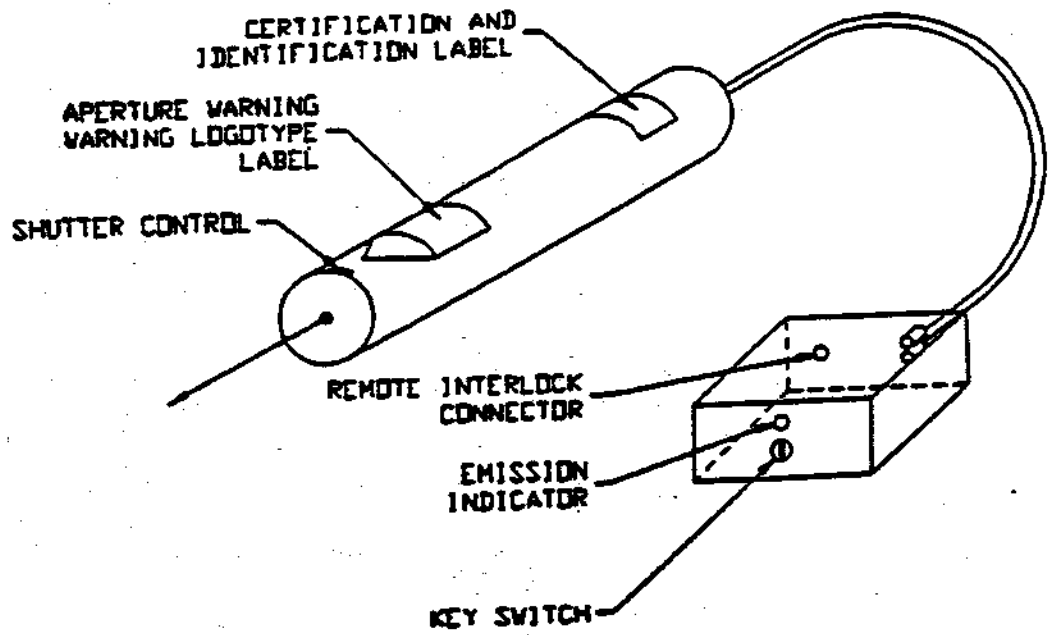 CERTIFICATION AND
IDENTIFICATION LABEL
APERTURE WARNING
WARNING LOGOTYPE
LABEL
SHUTTER CONTROL
REMOTE INTERLOCK
CONNECTOR
EMISSION
INDICATOR
KEY SWITCH